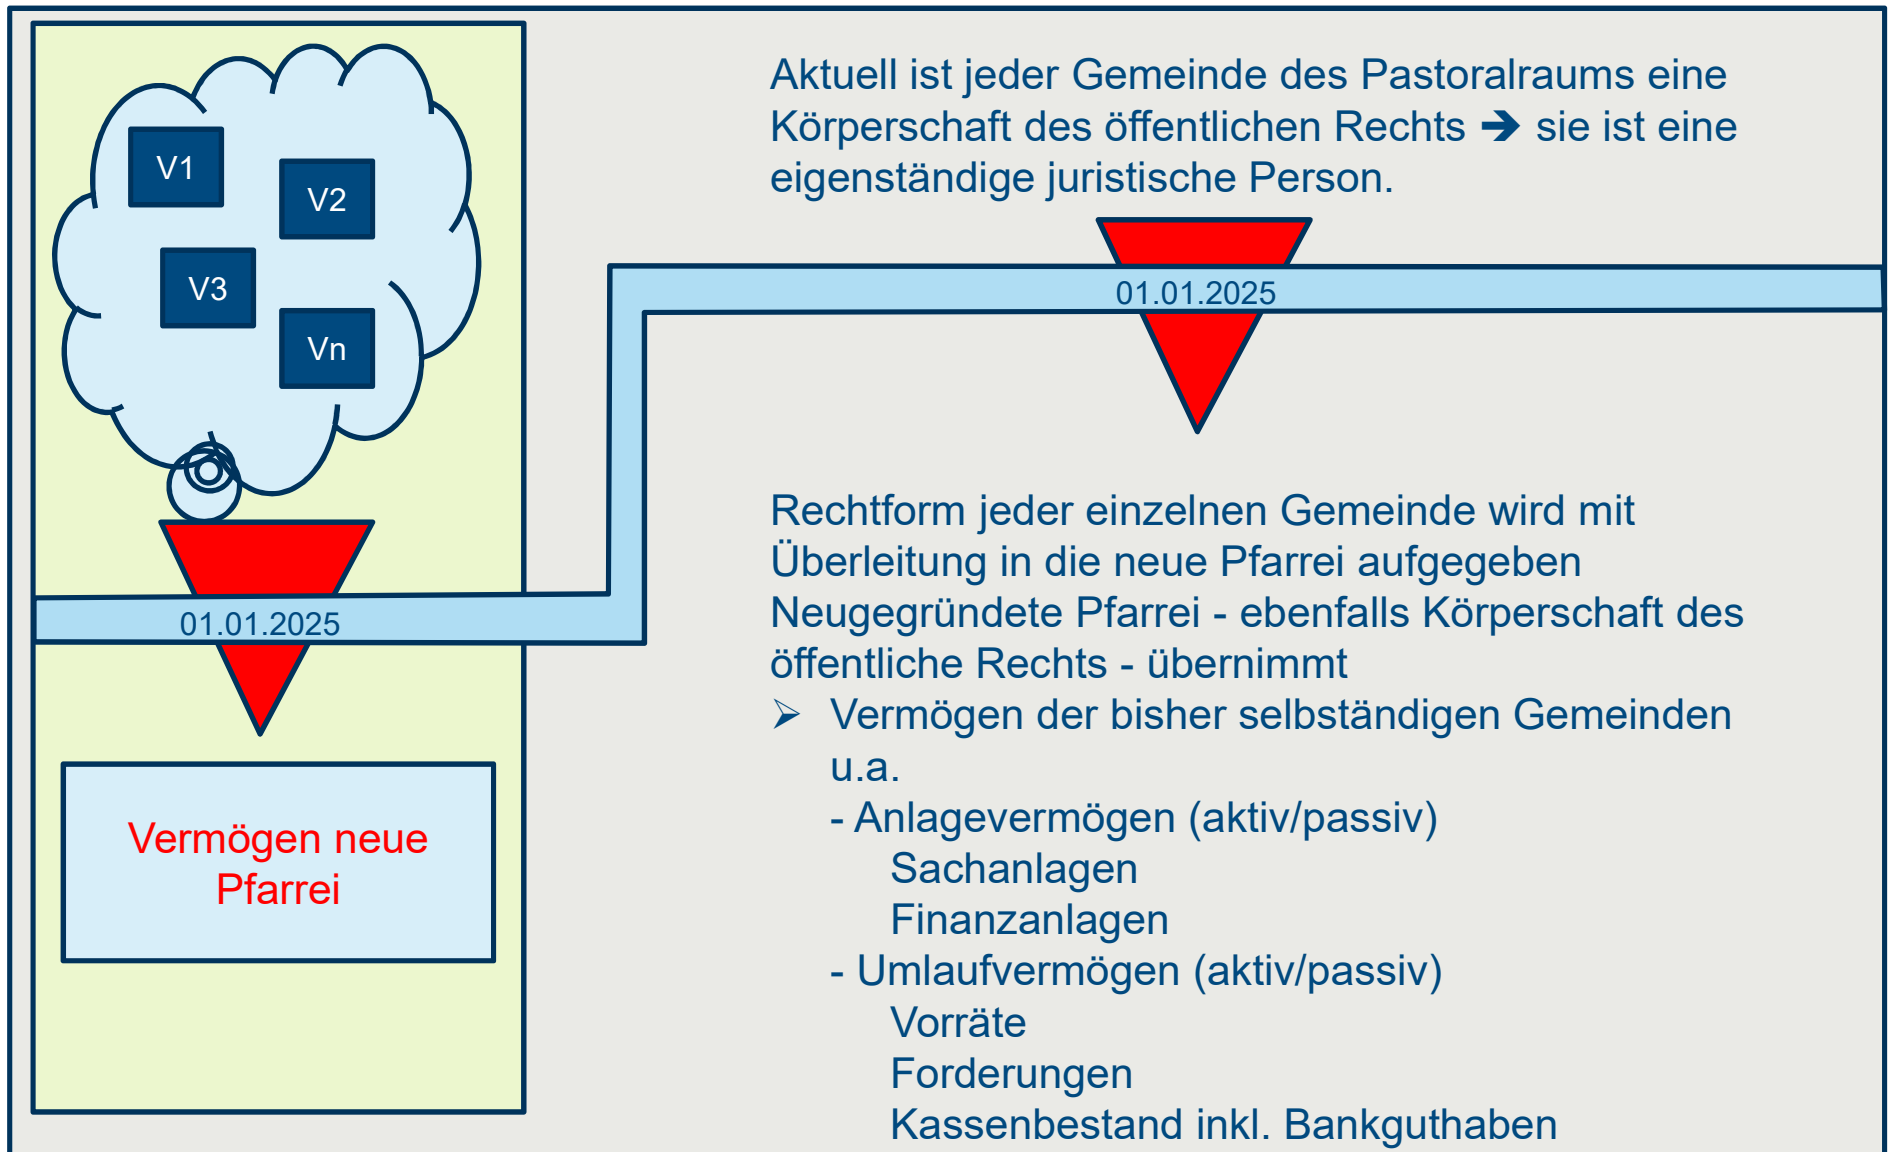 V1
V2
V3
Vn
01.01.2025
Vermögen neue
Pfarrei
Aktuell ist jeder Gemeinde des Pastoralraums eine
Körperschaft des öffentlichen Rechts ➔ sie ist eine
eigenständige juristische Person.
01.01.2025
Rechtform jeder einzelnen Gemeinde wird mit
Überleitung in die neue Pfarrei aufgegeben
Neugegründete Pfarrei - ebenfalls Körperschaft des
öffentliche Rechts - übernimmt
➢ Vermögen der bisher selbständigen Gemeinden
u.a.
- Anlagevermögen (aktiv/passiv)
Sachanlagen
Finanzanlagen
- Umlaufvermögen (aktiv/passiv)
Vorräte
Forderungen
Kassenbestand inkl. Bankguthaben